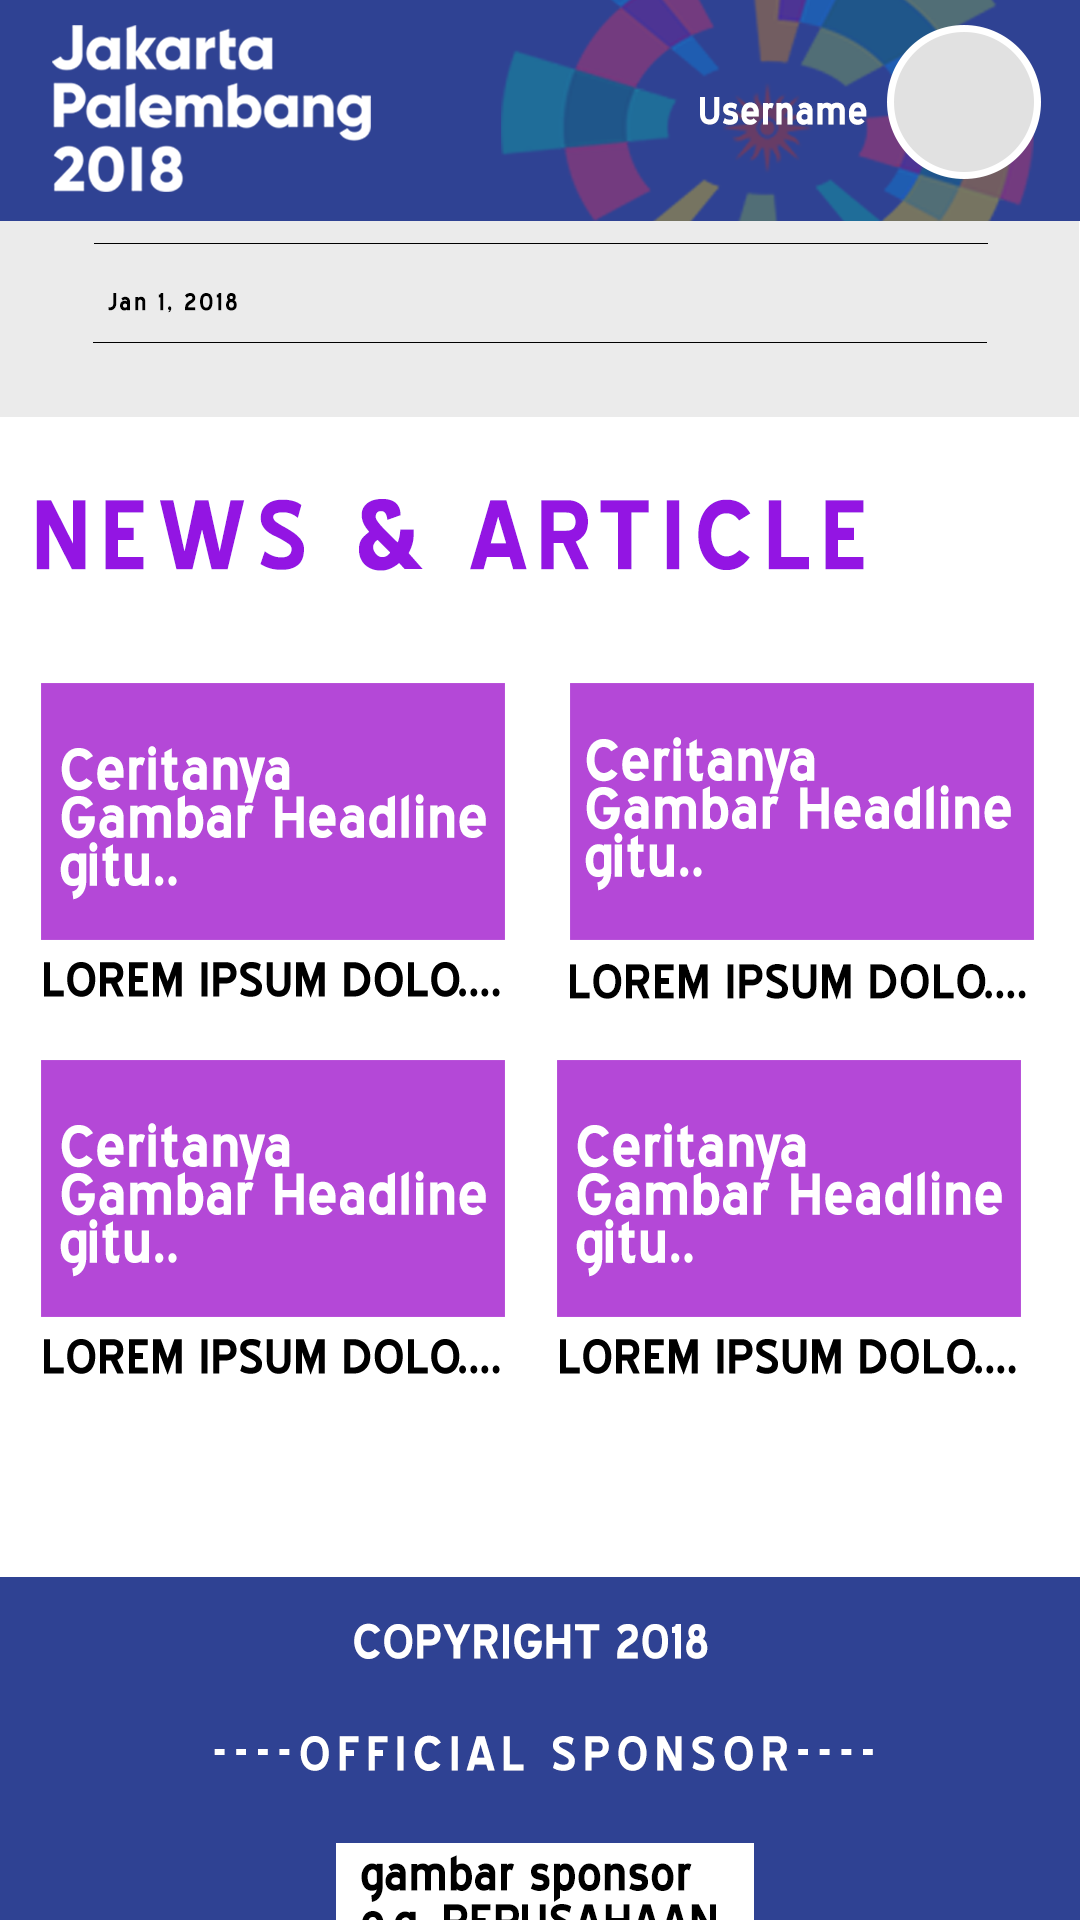 Jakarta
Palembang
2018
Username
Jan 1, 2018
NEWS & ARTICLE
Ceritanya
Gambar Headline
gitu..
Ceritanya
Gambar Headline
gitu..
LOREM IPSUM DOLO....
LOREM IPSUM DOLO....
Ceritanya
Gambar Headline
gitu..
Ceritanya
Gambar Headline
gitu..
LOREM IPSUM DOLO....
LOREM IPSUM DOLO....
COPYRIGHT 2018
----OFFICIAL SPONSOR----
gambar sponsor
e.g. PERUSAHAAN